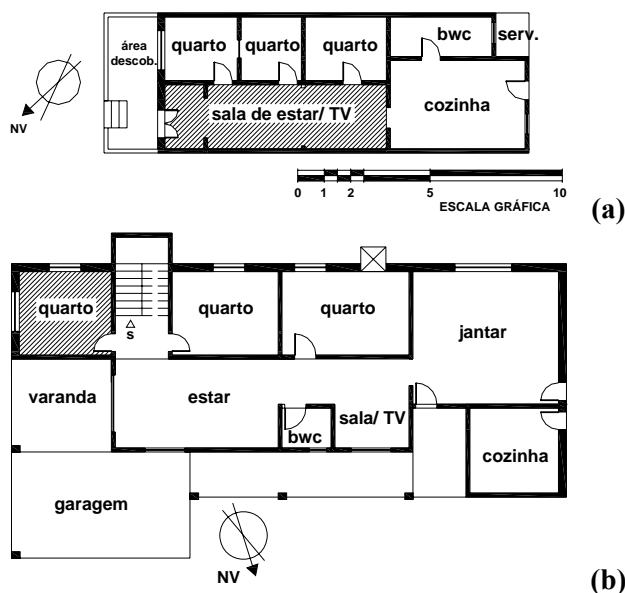 área
descob.
quarto
quarto
quarto
bwc
serv.
NV
sala de estar/ TV
cozinha
0 1 2 5 10
ESCALA GRÁFICA
(a)
quarto
quarto
quarto
jantar
S
varanda
estar
bwc
sala/ TV
cozinha
garagem
NV
(b)